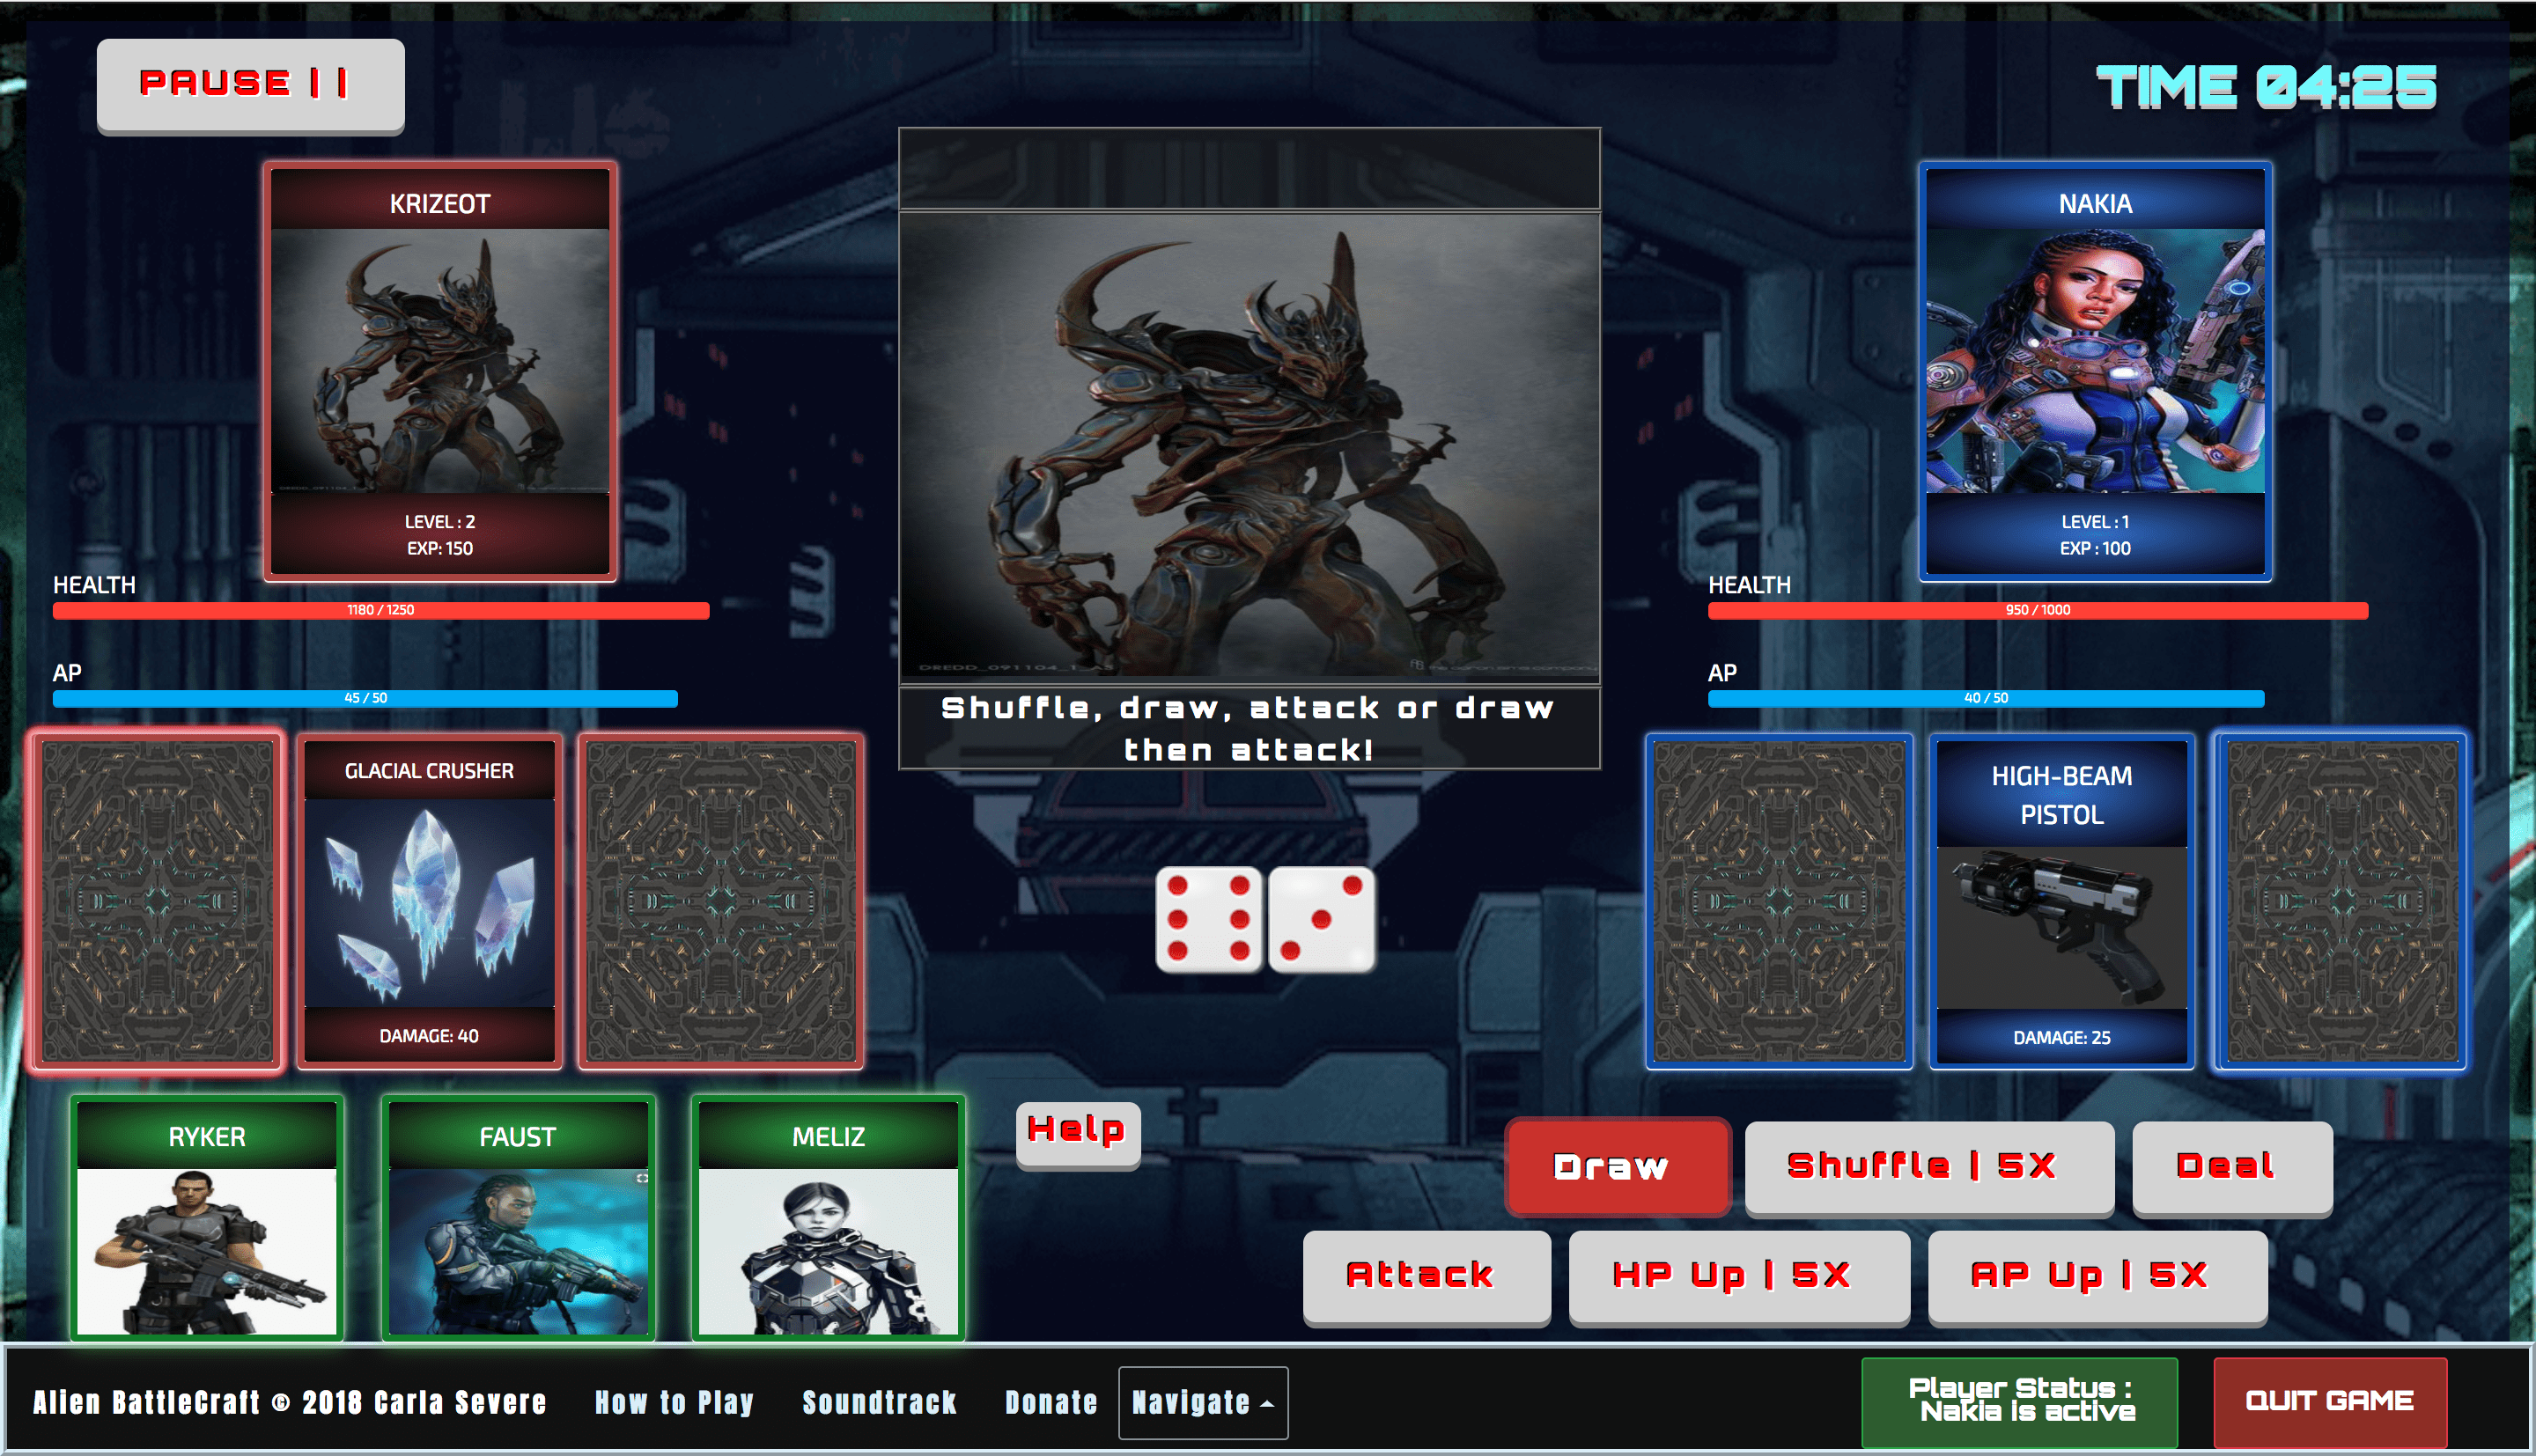 PAUSE ||
TIME 04:25
KRIZEOT
LEVEL : 2
EXP: 150
HEALTH
1180 / 1250
AP
45 / 50
DREDD_091104_1_A5
Shuffle, draw, attack or draw
then attack!
NAKIA
LEVEL : 1
EXP : 100
HEALTH
950 / 1000
AP
40 / 50
GLACIAL CRUSHER
DAMAGE: 40
HIGH-BEAM
PISTOL
DAMAGE: 25
RYKER
FAUST
MELIZ
Help
Draw
Shuffle | 5X
Deal
Attack
HP Up | 5X
AP Up | 5X
Alien BattleCraft © 2018 Carla Severe
How to Play
Soundtrack
Donate
Navigate
Player Status :
Nakia is active
QUIT GAME